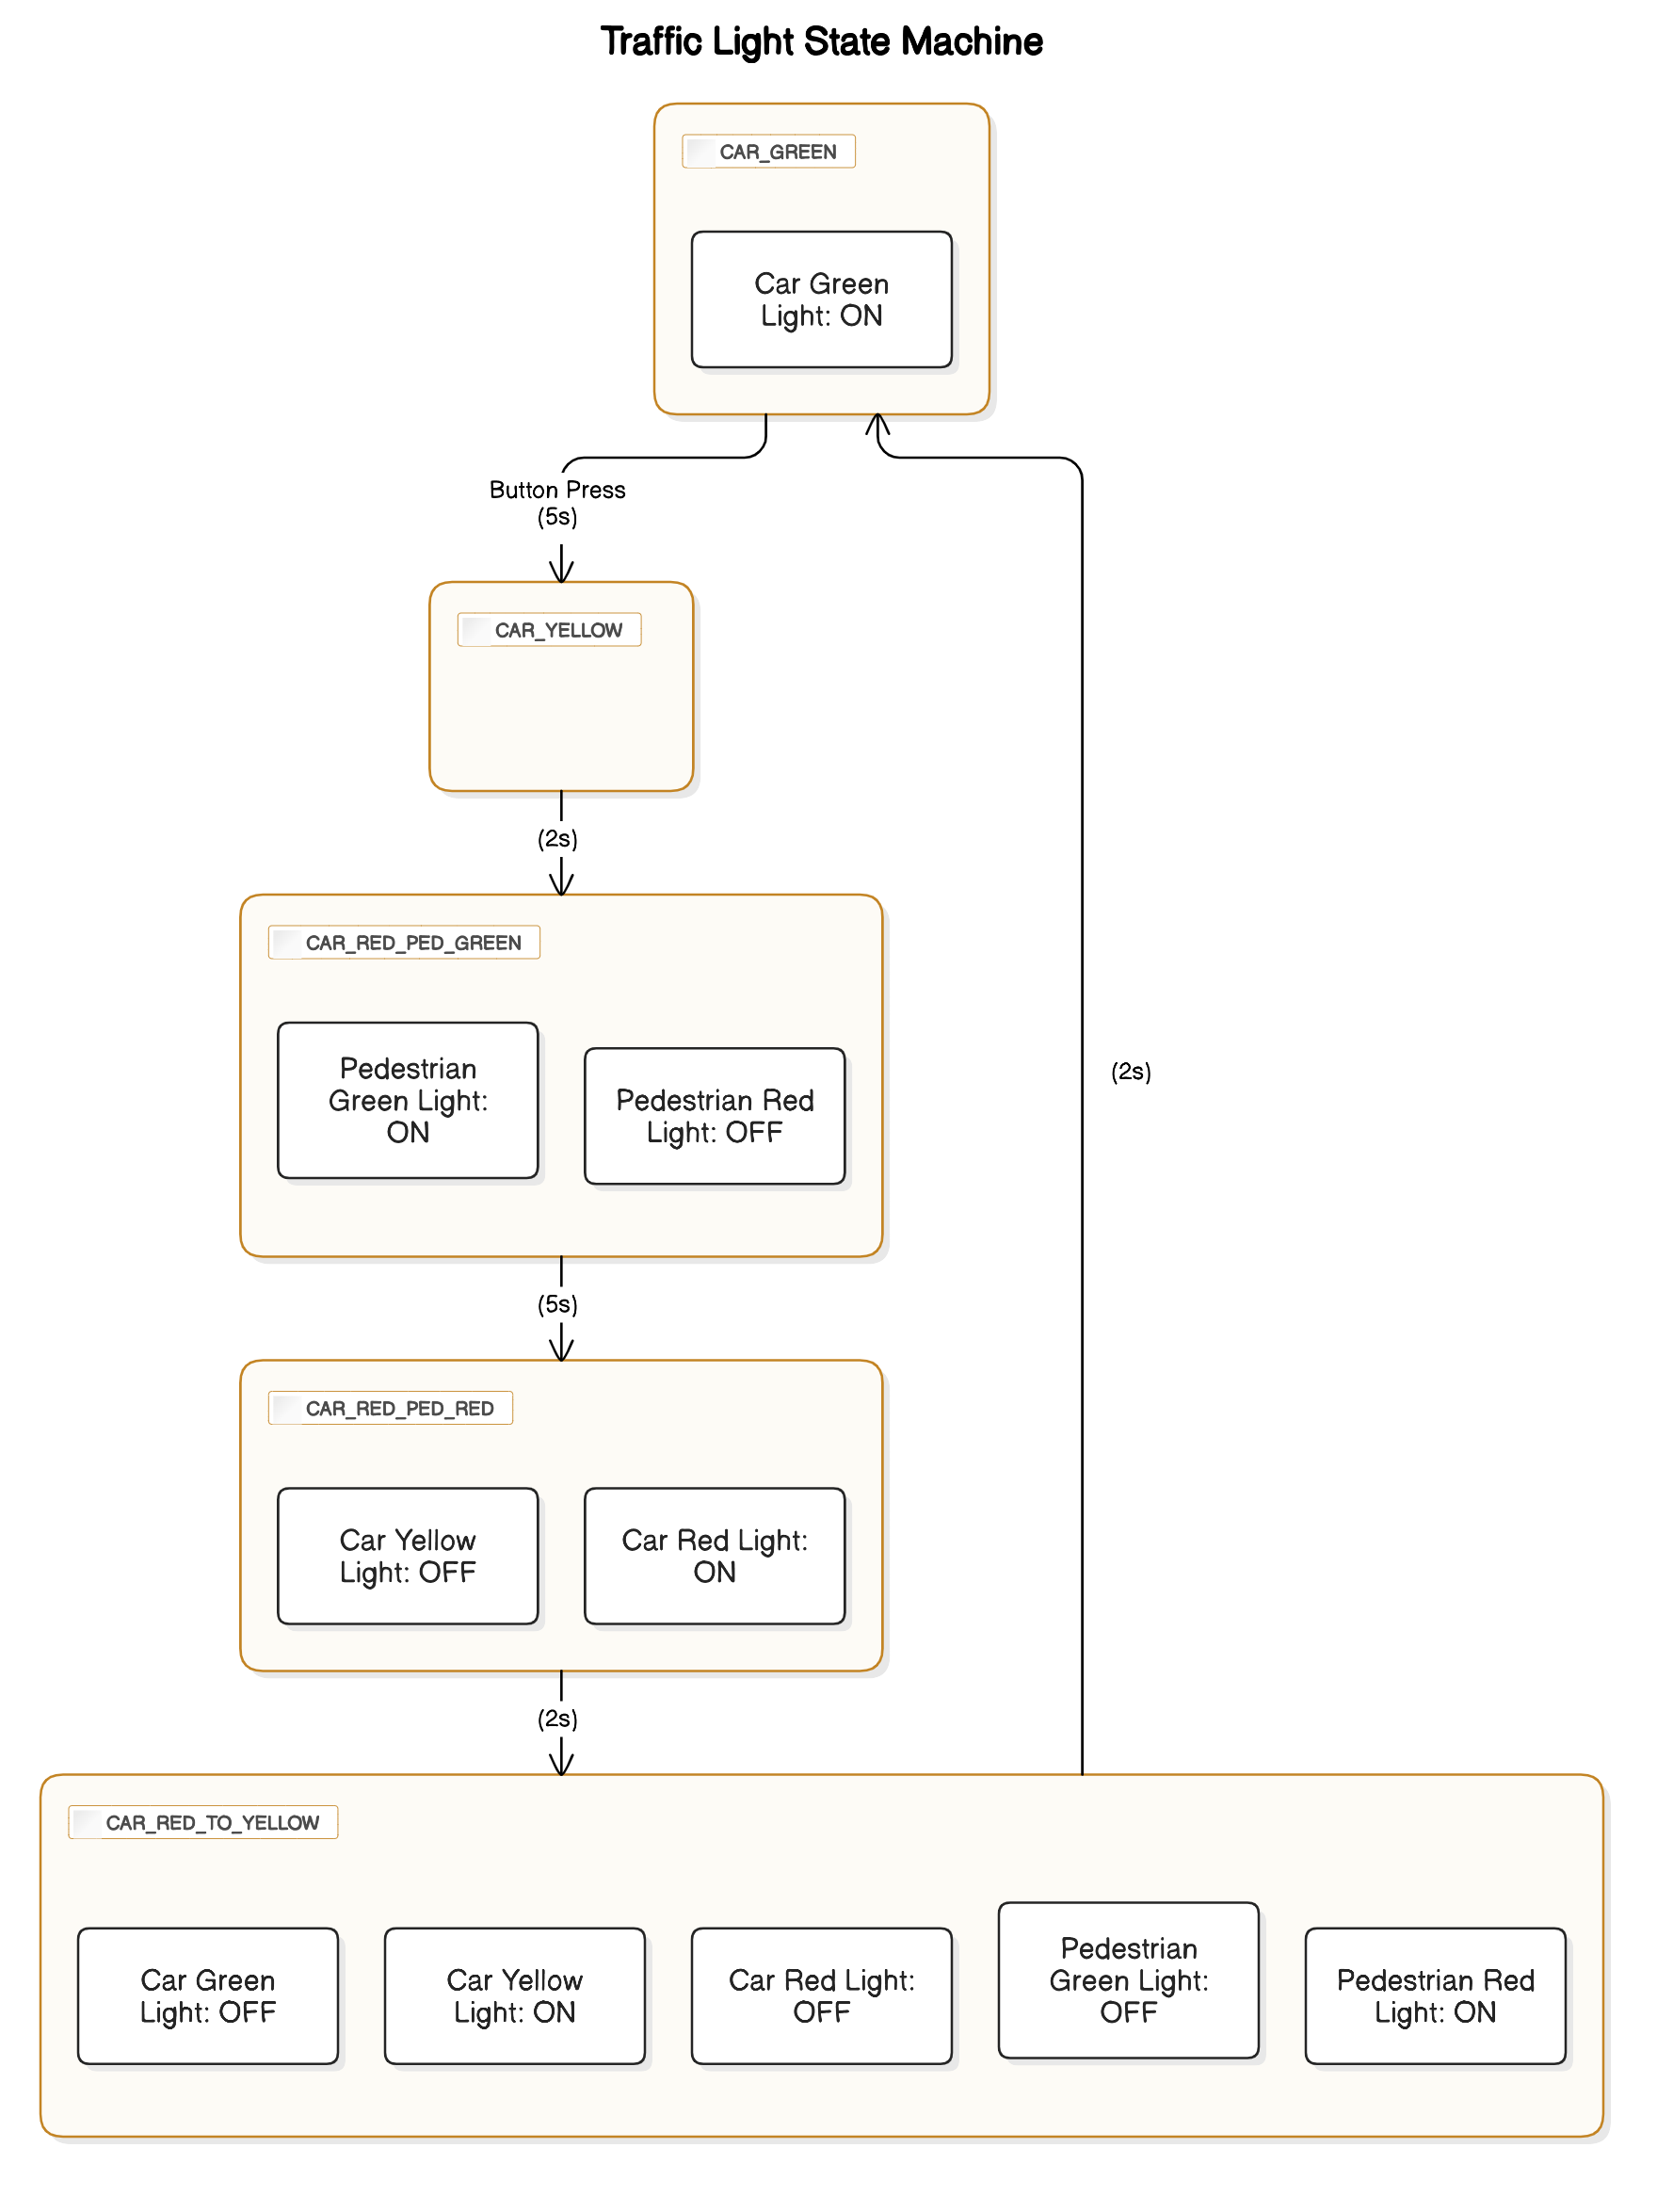 Traffic Light State Machine
CAR_GREEN
Car Green
Light: ON
Button Press
(5s)
CAR_YELLOW
(2s)
CAR_RED_PED_GREEN
Pedestrian
Green Light:
ON
Pedestrian Red
Light: OFF
(2s)
(5s)
CAR_RED_PED_RED
Car Yellow
Light: OFF
Car Red Light:
ON
(2s)
CAR_RED_TO_YELLOW
Car Green
Light: OFF
Car Yellow
Light: ON
Car Red Light:
OFF
Pedestrian
Green Light:
OFF
Pedestrian Red
Light: ON